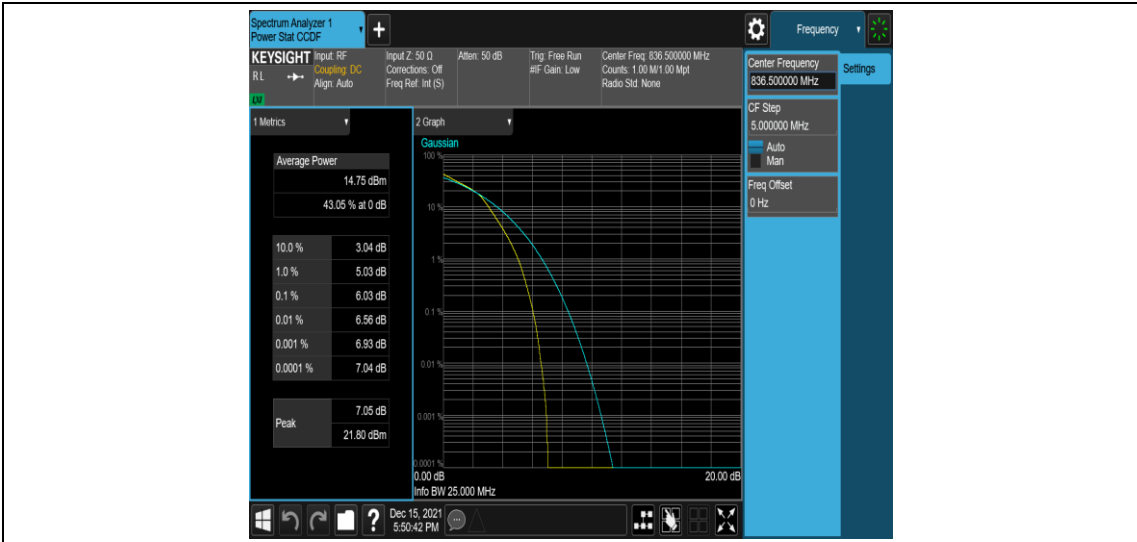 Spectrum Analyzer 1
Power Stat CCDF
+
Frequency
KEYSIGHT
RL
Input: RF
Coupling: DC
Align: Auto
Input Z: 50 Ω
Corrections: Off
Freq Ref: Int (S)
Atten: 50 dB
Trig: Free Run
#IF Gain: Low
Center Freq: 836.500000 MHz
Counts: 1.00 M/1.00 Mpt
Radio Std: None
Center Frequency
836.500000 MHz
Settings
CF Step
5.000000 MHz
Auto
Man
Freq Offset
0 Hz
1 Metrics
Average Power
14.75 dBm
43.05 % at 0 dB
10.0 % 3.04 dB
1.0 % 5.03 dB
0.1 % 6.03 dB
0.01 % 6.56 dB
0.001 % 6.93 dB
0.0001 % 7.04 dB
Peak
7.05 dB
21.80 dBm
2 Graph
Gaussian
100 %
10 %
1 %
0.1 %
0.01 %
0.001 %
0.0001 %
0.00 dB 20.00 dB
Info BW 25.000 MHz
?
Dec 15, 2021
5:50:42 PM